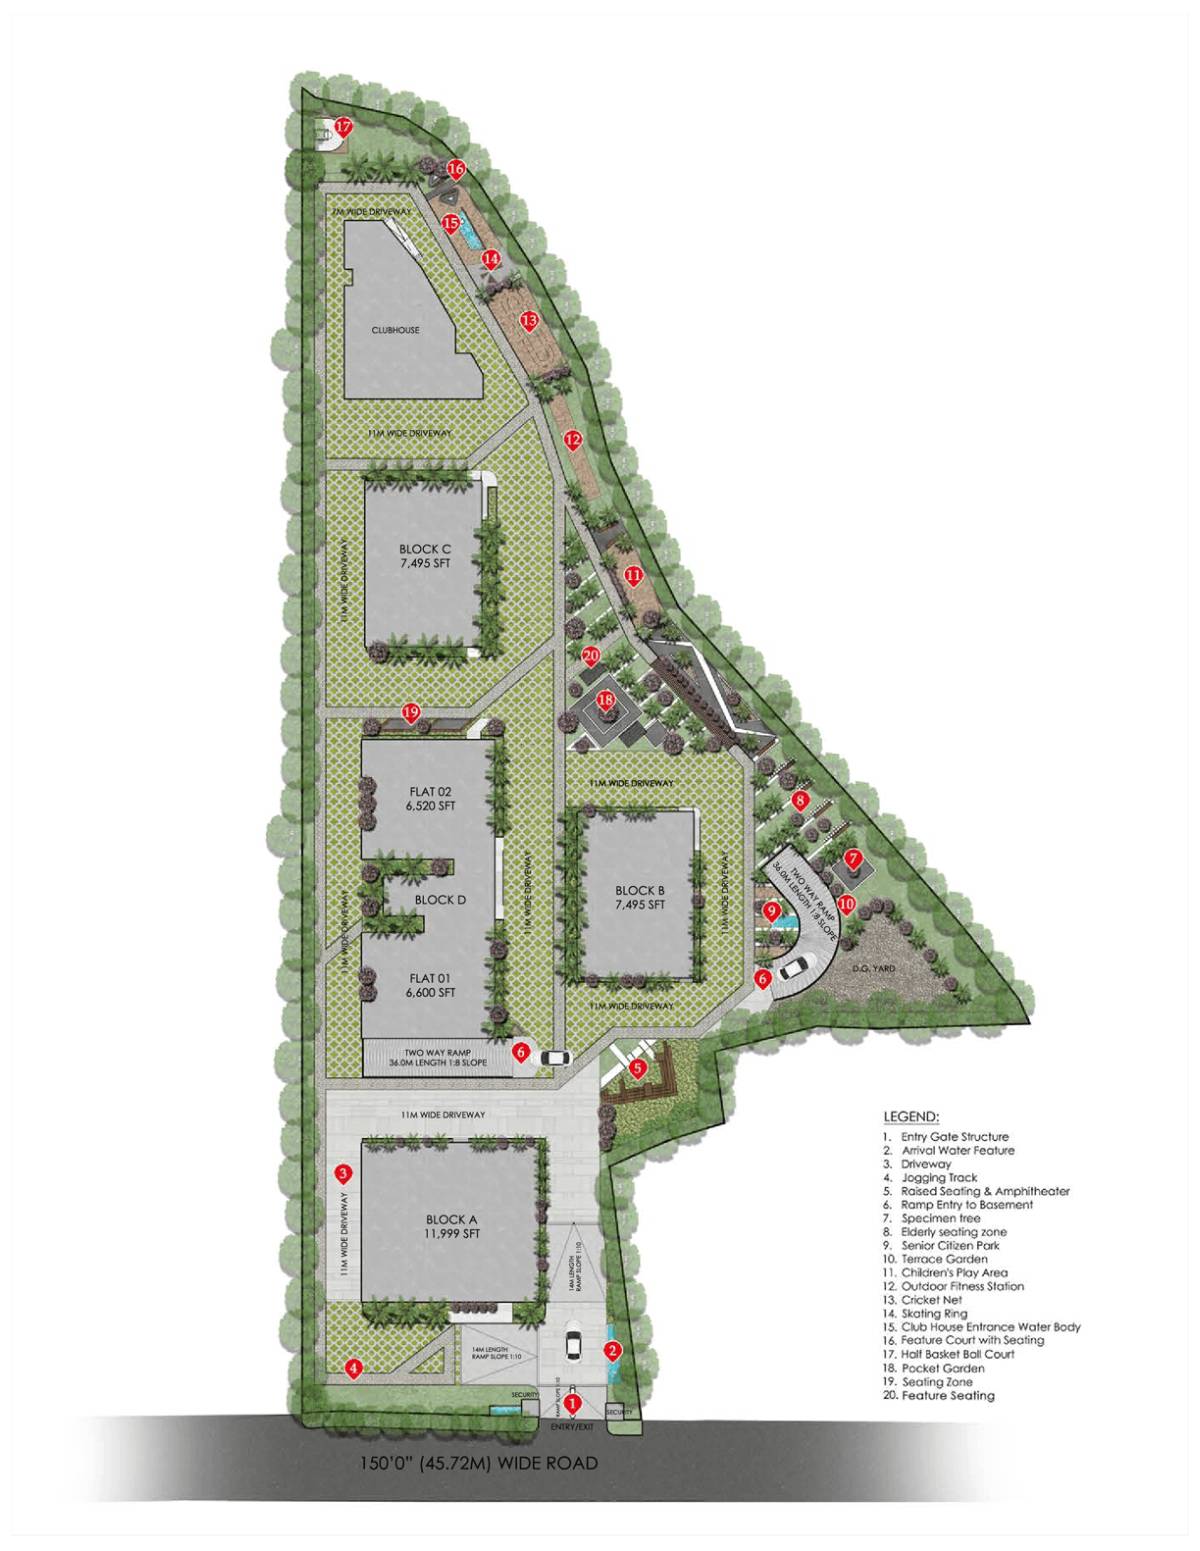 17
16
7M WIDE DRIVEWAY
15
14
13
CLUBHOUSE
11M WIDE DRIVEWAY
12
BLOCK C
7,495 SFT
11M WIDE DRIVEWAY
11
20
18
19
11M WIDE DRIVEWAY
FLAT 02
6,520 SFT
8
11M WIDE DRIVEWAY
BLOCK B
7,495 SFT
11M WIDE DRIVEWAY
7
TWO WAY RAMP
36.0M LENGTH 1:8 SLOPE
BLOCK D
10
9
11M WIDE DRIVEWAY
FLAT 01
6,600 SFT
D.G. YARD
6
11M WIDE DRIVEWAY
TWO WAY RAMP
36.0M LENGTH 1:8 SLOPE
6
5
11M WIDE DRIVEWAY
3
11M WIDE DRIVEWAY
BLOCK A
11,999 SFT
14M LENGTH
RAMP SLOPE 1:10
14M LENGTH
RAMP SLOPE 1:10
2
4
SECURITY
RAMP SLOPE 1:10
1
SECURITY
ENTRY/EXIT
150'0" (45.72M) WIDE ROAD
LEGEND:
1. Entry Gate Structure
2. Arrival Water Feature
3. Driveway
4. Jogging Track
5. Raised Seating & Amphitheater
6. Ramp Entry to Basement
7. Specimen tree
8. Elderly seating zone
9. Senior Citizen Park
10. Terrace Garden
11. Children's Play Area
12. Outdoor Fitness Station
13. Cricket Net
14. Skating Ring
15. Club House Entrance Water Body
16. Feature Court with Seating
17. Half Basket Ball Court
18. Pocket Garden
19. Seating Zone
20. Feature Seating